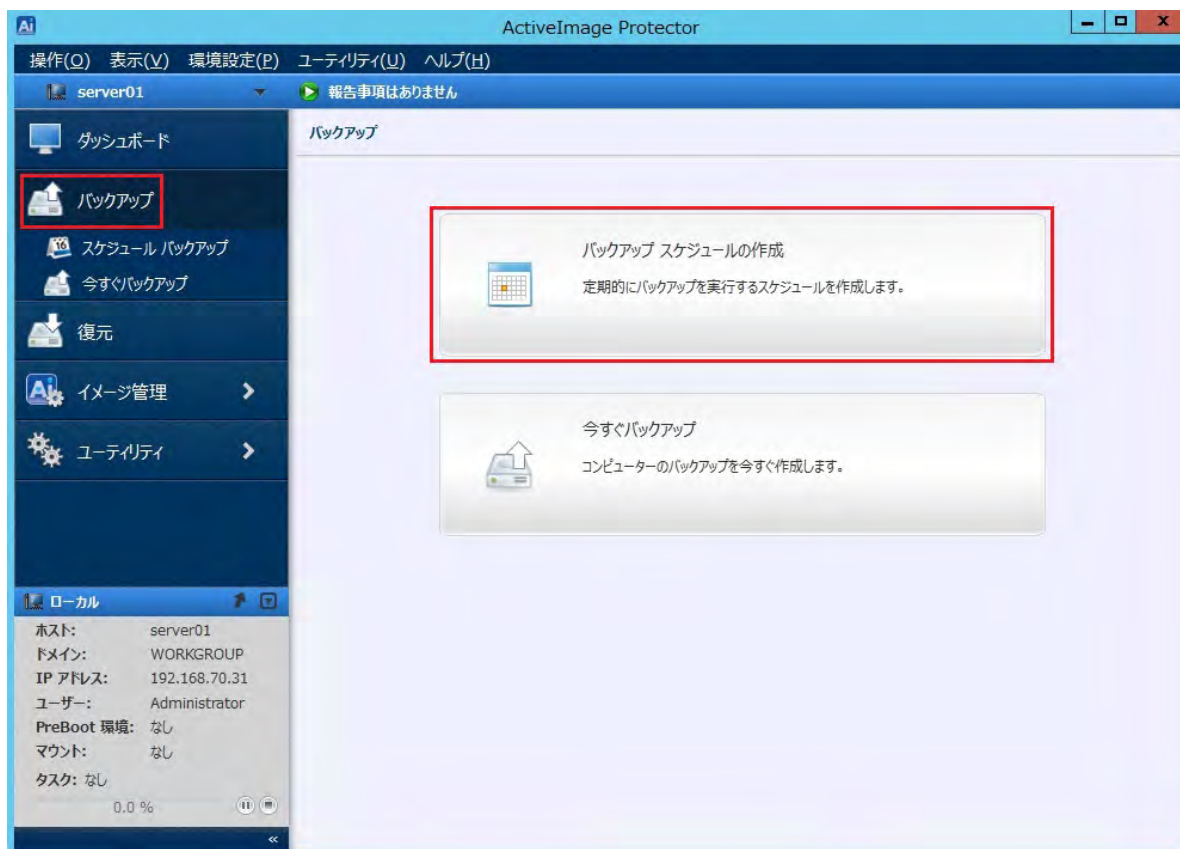 Ai
ActiveImage Protector
操作(O) 表示(V) 環境設定(P) ユーティリティ(U) ヘルプ(H)
server01
報告事項はありません
ダッシュボード
バックアップ
バックアップ
スケジュール バックアップ
今すぐバックアップ
復元
イメージ管理
ユーティリティ
バックアップ スケジュールの作成
定期的にバックアップを実行するスケジュールを作成します。
今すぐバックアップ
コンピューターのバックアップを今すぐ作成します。
ローカル
ホスト: server01
ドメイン: WORKGROUP
IP アドレス: 192.168.70.31
ユーザー: Administrator
PreBoot 環境: なし
マウント: なし
タスク: なし
0.0 %